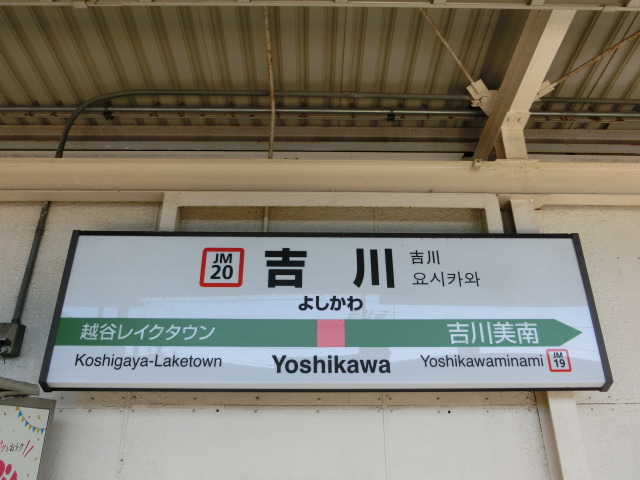 JM
20
吉川
吉川
요시카와
よしかわ
越谷レイクタウン
吉川美南
Koshigaya-Laketown
Yoshikawa
Yoshikawaminami
JM
19